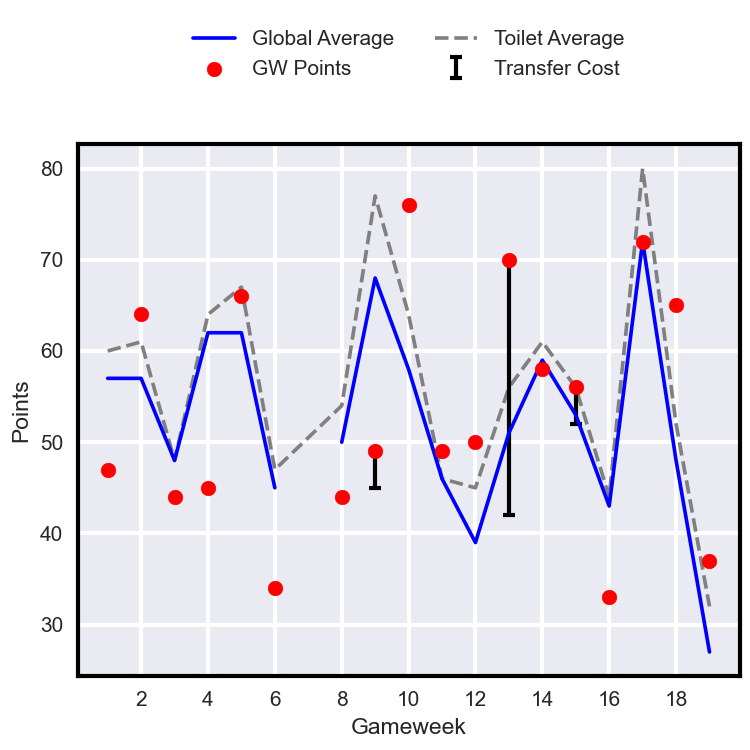 Global Average
Toilet Average
GW Points
Transfer Cost
80
70
60
50
40
30
Points
2 4 6 8 10 12 14 16 18
Gameweek